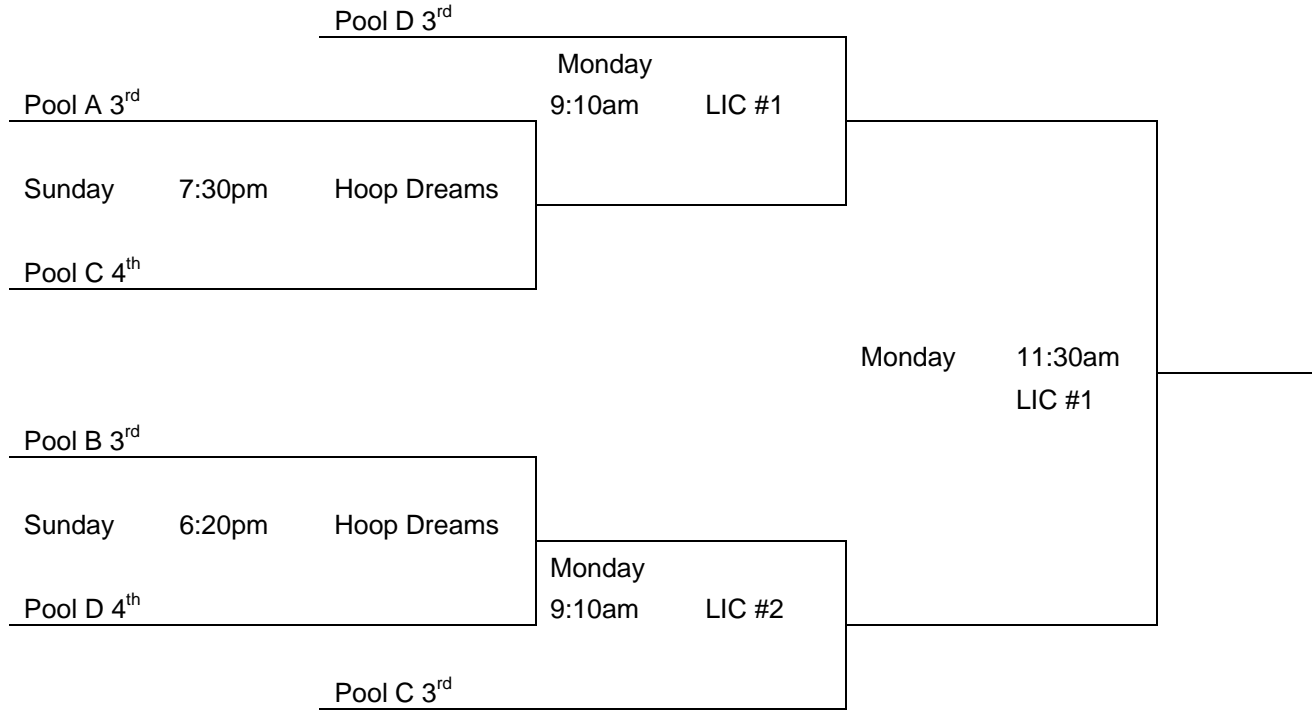 Pool D 3rd
Monday
Pool A 3rd 9:10am LIC #1
Sunday 7:30pm Hoop Dreams
Pool C 4th
Monday 11:30am
LIC #1
Pool B 3rd
Sunday 6:20pm Hoop Dreams
Monday
Pool D 4th 9:10am LIC #2
Pool C 3rd